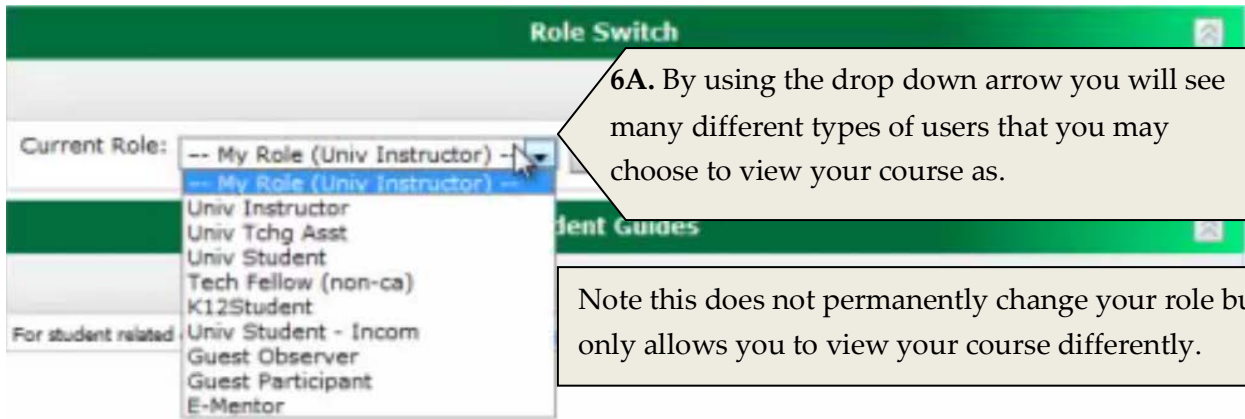 Role Switch
6A. By using the drop down arrow you will see
many different types of users that you may
choose to view your course as.
Current Role:
-- My Role (Univ Instructor) --
-- My Role (Univ Instructor) --
Univ Instructor
Univ Tchg Asst
Univ Student
Tech Fellow (non-ca)
K12Student
Univ Student - Incom
Guest Observer
Guest Participant
E-Mentor
dent Guides
Note this does not permanently change your role bu
only allows you to view your course differently.
For student related